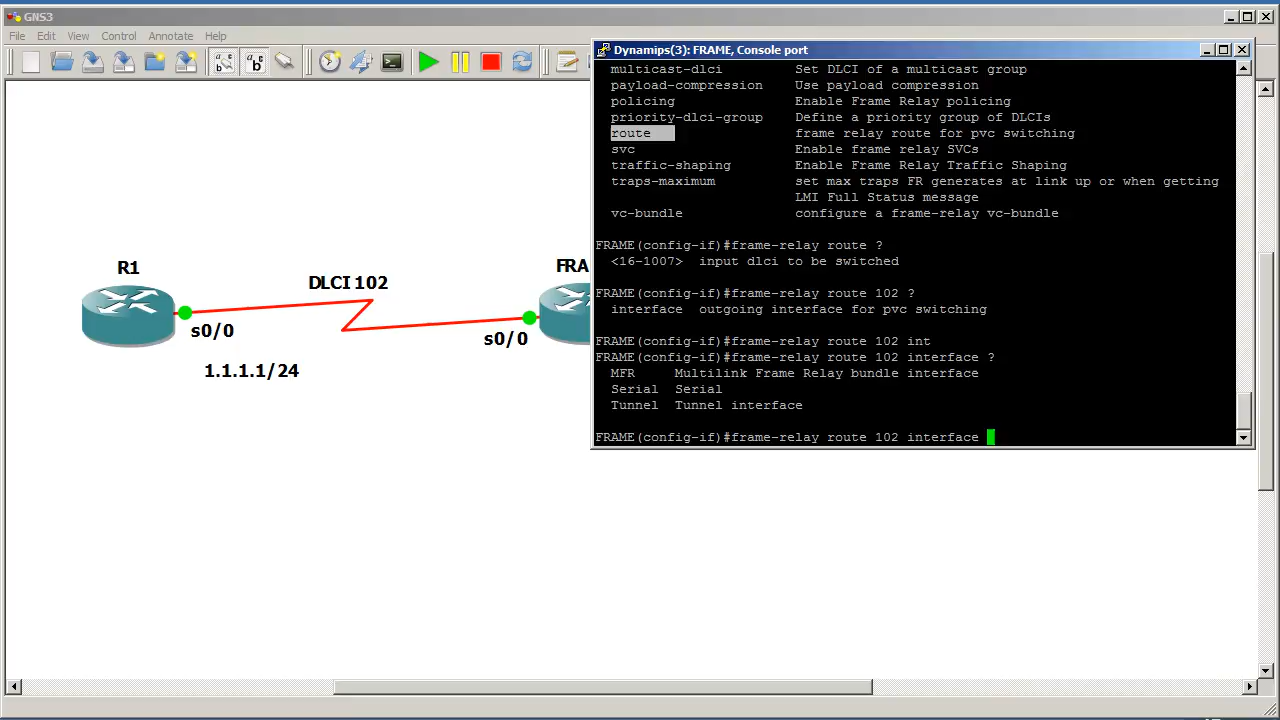 GNS3
File Edit View Control Annotate Help
Dynamips(3): FRAME, Console port
multicast-dlci Set DLCI of a multicast group
payload-compression Use payload compression
policing Enable Frame Relay policing
priority-dlci-group Define a priority group of DLCIs
route frame relay route for pvc switching
svc Enable frame relay SVCs
traffic-shaping Enable Frame Relay Traffic Shaping
traps-maximum set max traps FR generates at link up or when getting
LMI Full Status message
vc-bundle configure a frame-relay vc-bundle
FRAME(config-if)#frame-relay route ?
<16-1007> input dlci to be switched
FRAME(config-if)#frame-relay route 102 ?
interface outgoing interface for pvc switching
FRAME(config-if)#frame-relay route 102 int
FRAME(config-if)#frame-relay route 102 interface ?
MFR Multilink Frame Relay bundle interface
Serial Serial
Tunnel Tunnel interface
FRAME(config-if)#frame-relay route 102 interface
R1
DLCI 102
FRA
s0/0
s0/0
1.1.1.1/24